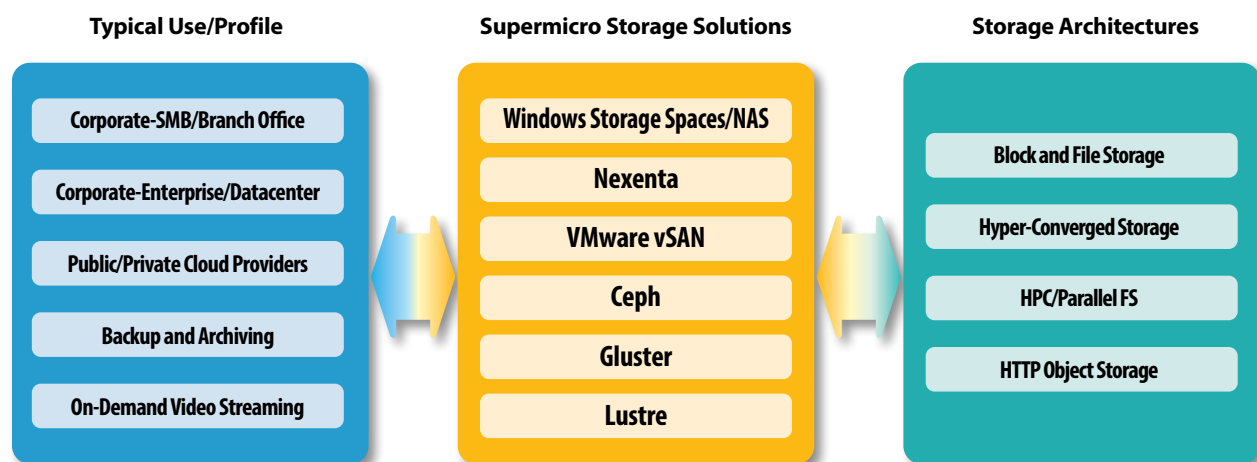 Typical Use/Profile
Corporate-SMB/Branch Office
Corporate-Enterprise/Datacenter
Public/Private Cloud Providers
Backup and Archiving
On-Demand Video Streaming
Supermicro Storage Solutions
Windows Storage Spaces/NAS
Nexenta
VMware vSAN
Ceph
Gluster
Lustre
Storage Architectures
Block and File Storage
Hyper-Converged Storage
HPC/Parallel FS
HTTP Object Storage